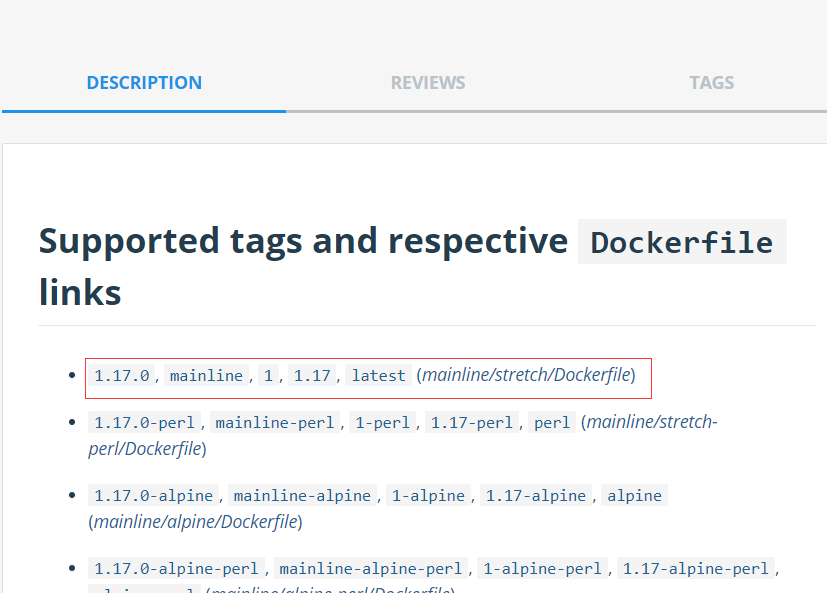 DESCRIPTION REVIEWS TAGS
Supported tags and respective Dockerfile
links
1.17.0, mainline, 1, 1.17, latest (mainline/stretch/Dockerfile)
1.17.0-perl, mainline-perl, 1-perl, 1.17-perl, perl (mainline/stretch-
perl/Dockerfile)
1.17.0-alpine, mainline-alpine, 1-alpine, 1.17-alpine, alpine
(mainline/alpine/Dockerfile)
1.17.0-alpine-perl, mainline-alpine-perl, 1-alpine-perl, 1.17-alpine-perl,
(mainline/alpine-perl/Dockerfile)